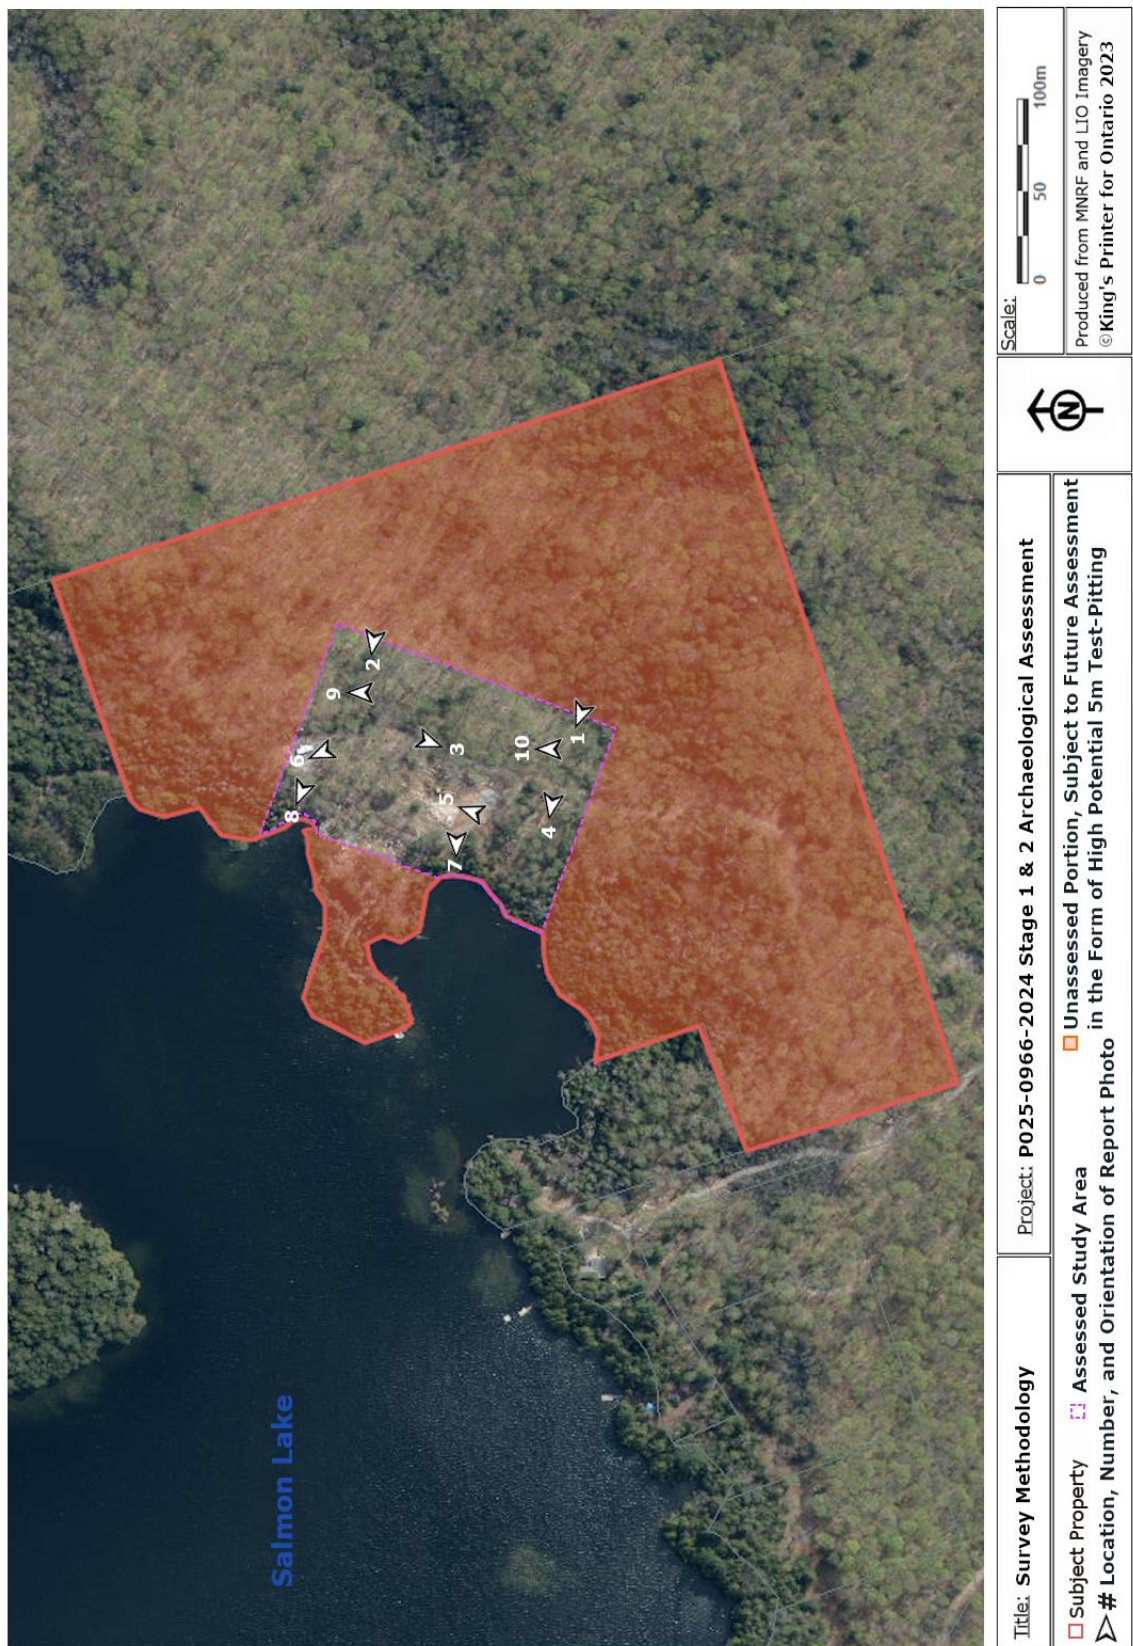 Salmon Lake
8
6
9
2
7
5
3
4
10
1
Title: Survey Methodology
Project: P025-0966-2024 Stage 1 & 2 Archaeological Assessment
N
Scale:
0 50 100m
Subject Property Assessed Study Area Unassessed Portion, Subject to Future Assessment
# Location, Number, and Orientation of Report Photo in the Form of High Potential 5m Test-Pitting
Produced from MNRF and LIO Imagery
©King's Printer for Ontario 2023